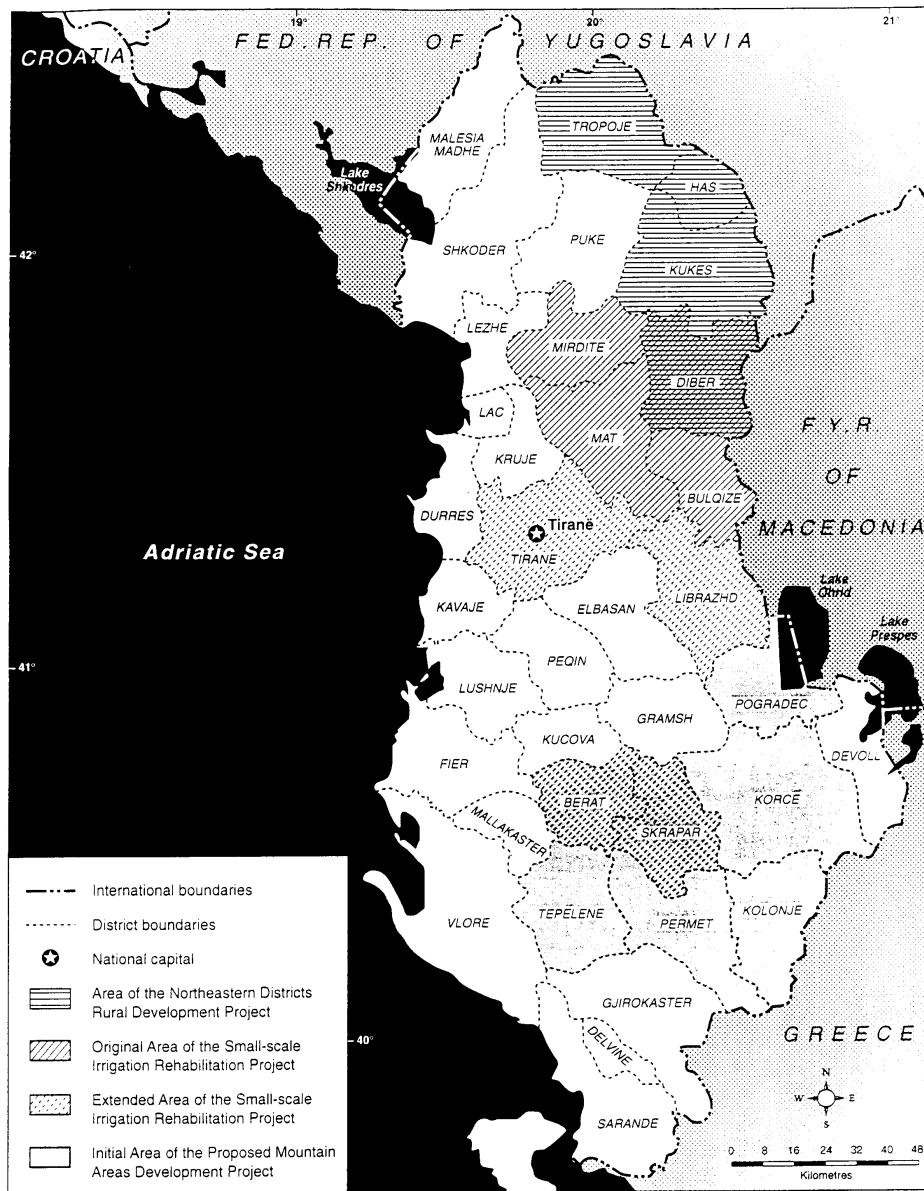 19°
20°
21°
CROATIA
FED. REP. OF YUGOSLAVIA
TROPOJE
MALESIA
MADHE
Lake
Shkodres
HAS
PUKE
SHKODER
42°
KUKES
LEZHE
MIRDITE
DIBER
LAC
MAT
F.Y.R
OF
MACEDONIA
KRUJE
BULQIZE
DURRES
Tiranë
TIRANE
Adriatic Sea
LIBRAZHD
Lake
Ohrid
KAVAJE
ELBASAN
Lake
Prespes
41°
PEQIN
LUSHNJE
POGRADEC
GRAMSH
KUCOVA
DEVOLL
FIER
KORCË
BERAT
MALLAKASTER
SKRAPAR
VLORE
TEPELENE
PERMET
KOLONJE
GJIROKASTER
DELVINE
40°
GREECE
SARANDE
International boundaries
District boundaries
National capital
Area of the Northeastern Districts
Rural Development Project
Original Area of the Small-scale
Irrigation Rehabilitation Project
Extended Area of the Small-scale
Irrigation Rehabilitation Project
Initial Area of the Proposed Mountain
Areas Development Project
N
W E
S
0 8 16 24 32 40 48
Kilometres